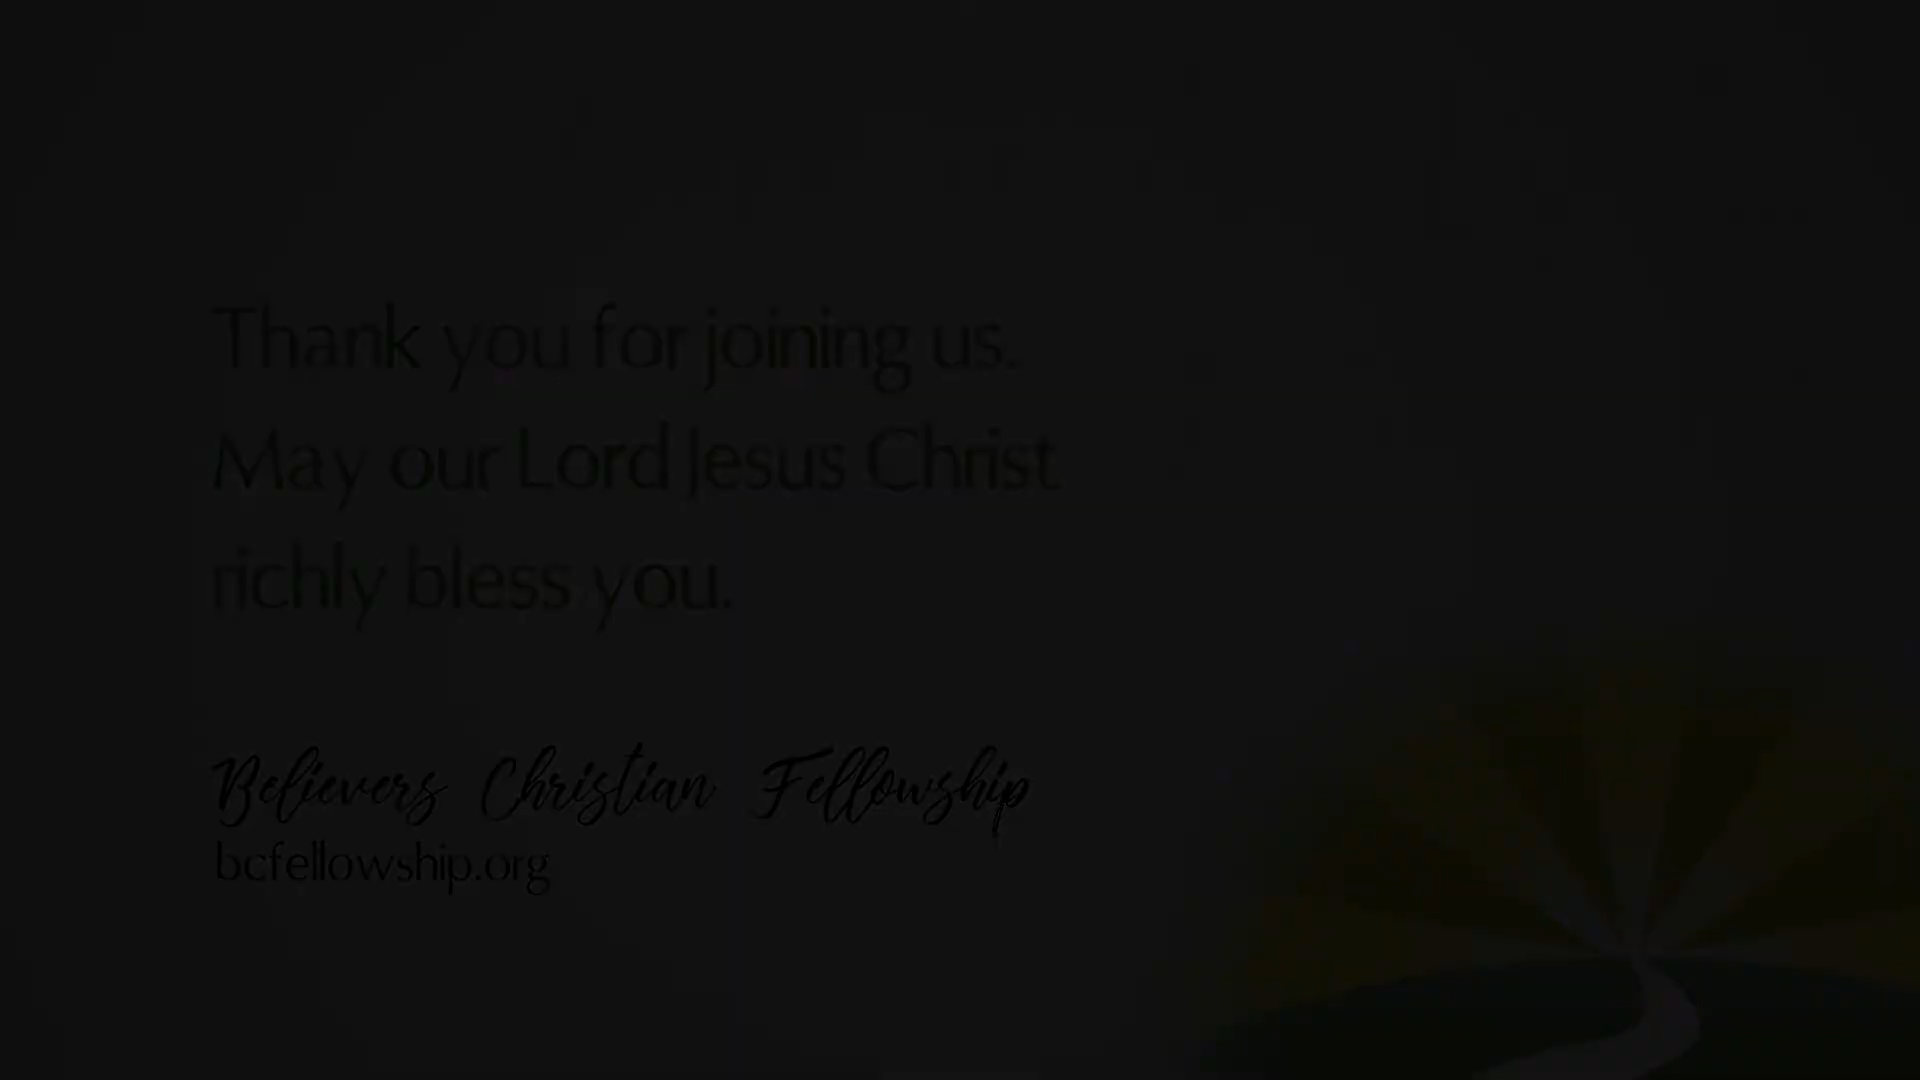 Thank you for joining us.
May our Lord Jesus Christ
richly bless you.
Believers Christian Fellowship
bcfellowship.org